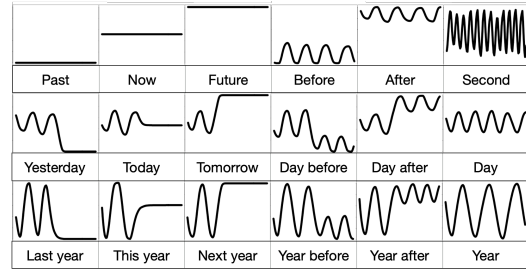 Past Now Future Before After Second
Yesterday Today Tomorrow Day before Day after Day
Last year This year Next year Year before Year after Year